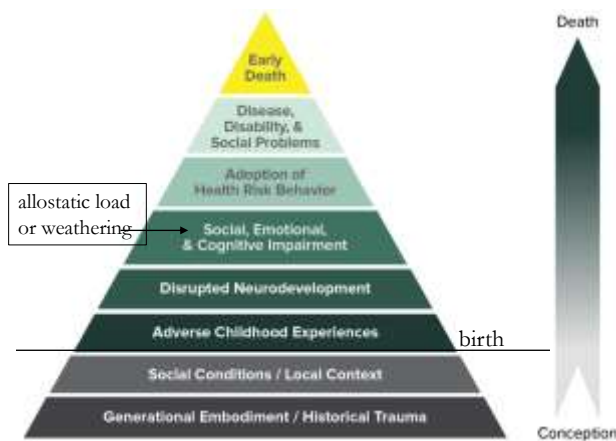 Death
Early
Death
Disease,
Disability, &
Social Problems
Adoption of
Health Risk Behavior
allostatic load
or weathering
Social, Emotional,
& Cognitive Impairment
Disrupted Neurodevelopment
Adverse Childhood Experiences
birth
Social Conditions / Local Context
Generational Embodiment / Historical Trauma
Conception